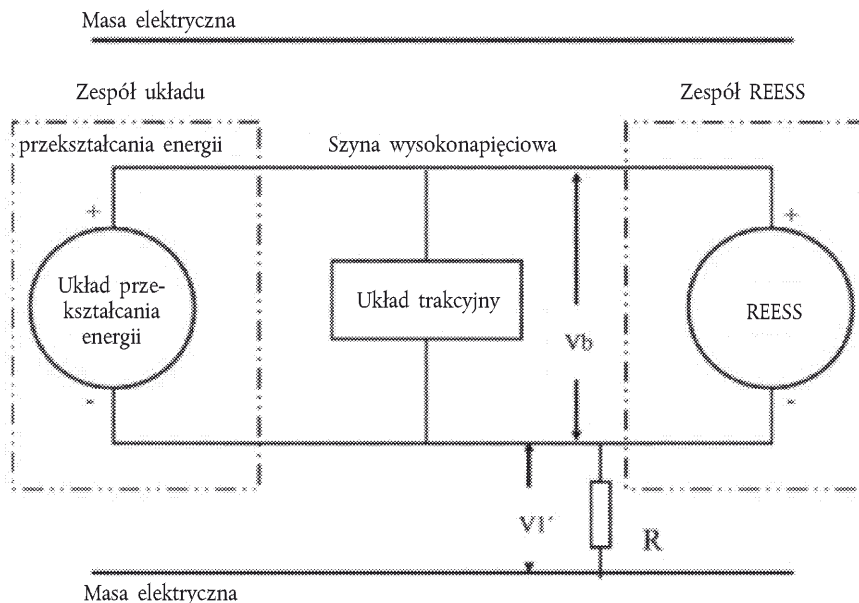 Masa elektryczna
Zespół układu
przekształcania energii
Zespół REESS
Szyna wysokonapięciowa
+
+
Układ prze-
kształcania
energii
Układ trakcyjny
REESS
Vb
-
-
V1´
R
Masa elektryczna